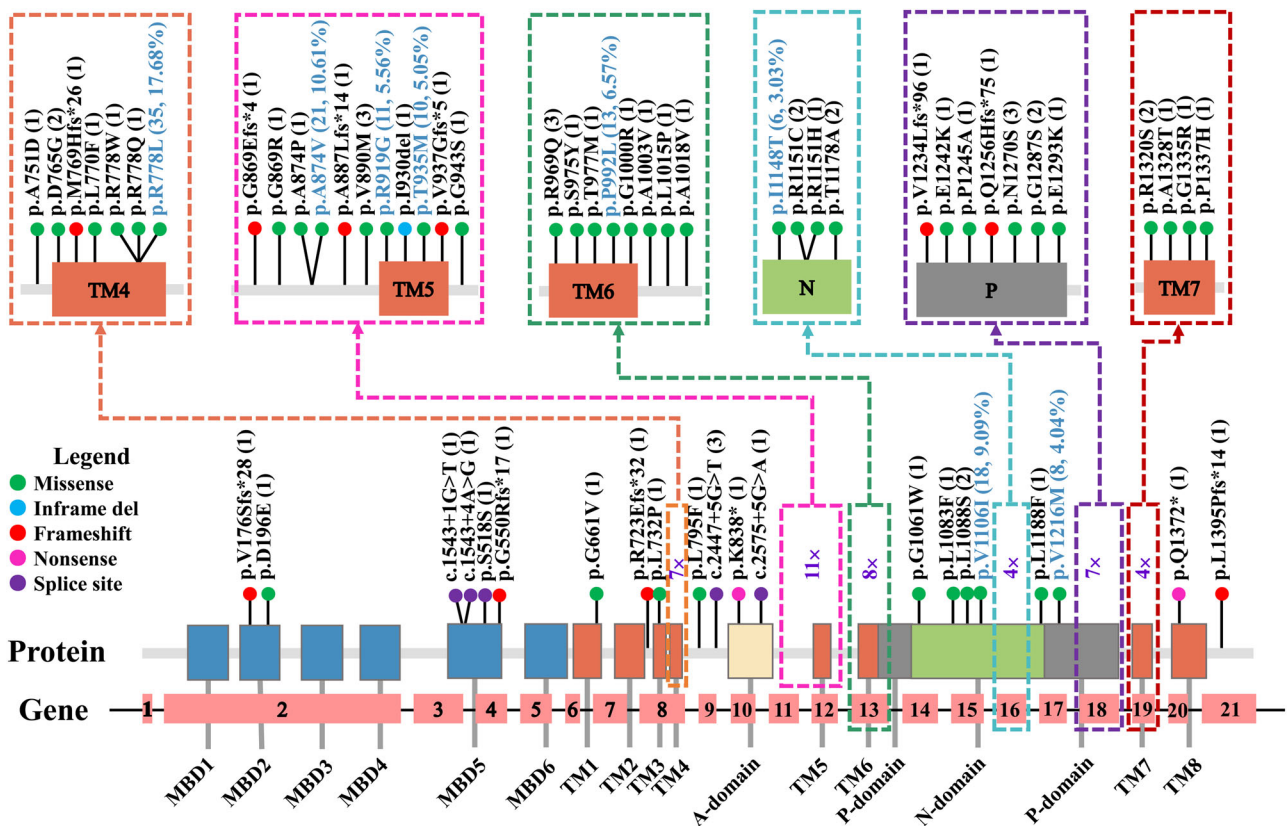 p.A751D (1)
p.D765G (2)
p.M769Hfs*26 (1)
p.L770F (1)
p.R778W (1)
p.R778Q (1)
p.R778L (35, 17.68%)
TM4
p.G869Efs*4 (1)
p.G869R (1)
p.A874P (1)
p.A874V (21, 10.61%)
p.A887Lfs*14 (1)
p.V890M (3)
p.R919G (11, 5.56%)
p.I930del (1)
p.T935M (10, 5.05%)
p.V937Gfs*5 (1)
p.G943S (1)
TM5
p.R969Q (3)
p.S975Y (1)
p.T977M (1)
p.P992L (13, 6.57%)
p.G1000R (1)
p.A1003V (1)
p.L1015P (1)
p.A1018V (1)
TM6
p.I1148T (6, 3.03%)
p.R1151C (2)
p.R1151H (1)
p.T1178A (2)
N
p.V1234Lfs*96 (1)
p.E1242K (1)
p.P1245A (1)
p.Q1256Hfs*75 (1)
p.N1270S (3)
p.G1287S (2)
p.E1293K (1)
P
p.R1320S (2)
p.A1328T (1)
p.G1335R (1)
p.P1337H (1)
TM7
Legend
Missense
Inframe del
Frameshift
Nonsense
Splice site
p.V176Sfs*28 (1)
p.D196E (1)
c.1543+1G>T (1)
c.1543+4A>G (1)
p.S518S (1)
p.G550Rfs*17 (1)
p.G661V (1)
p.R723Efs*32 (1)
p.L732P (1)
7×
p.L795F (1)
c.2447+5G>T (3)
p.K838* (1)
c.2575+5G>A (1)
11×
8×
p.G1061W (1)
p.L1083F (1)
p.L1088S (2)
p.V1106I (18, 9.09%)
4×
p.L1188F (1)
p.V1216M (8, 4.04%)
7×
4×
p.Q1372* (1)
p.L1395Pfs*14 (1)
Protein
Gene
1
2
3
4
5
6
7
8
9
10
11
12
13
14
15
16
17
18
19
20
21
MBD1
MBD2
MBD3
MBD4
MBD5
MBD6
TM1
TM2
TM3
TM4
A-domain
TM5
TM6
P-domain
N-domain
P-domain
TM7
TM8